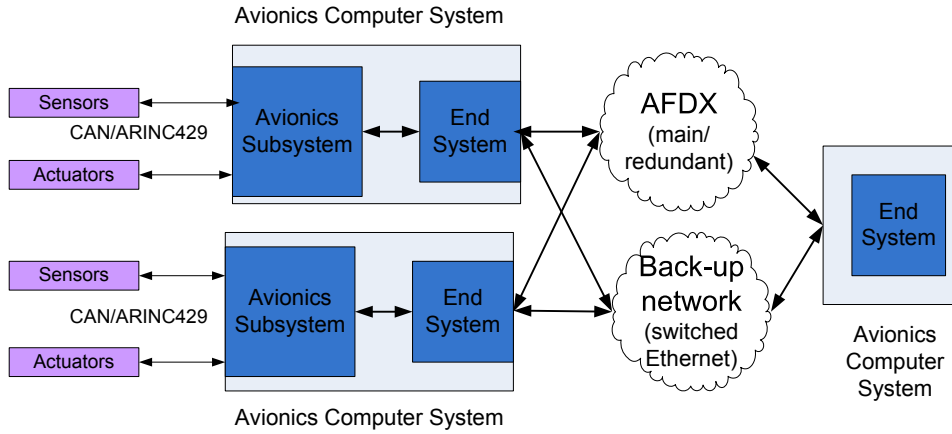 Avionics Computer System
Sensors
CAN/ARINC429
Actuators
Avionics
Subsystem
End
System
AFDX
(main/
redundant)
Sensors
CAN/ARINC429
Actuators
Avionics
Subsystem
End
System
Back-up
network
(switched
Ethernet)
Avionics Computer System
End
System
Avionics
Computer
System